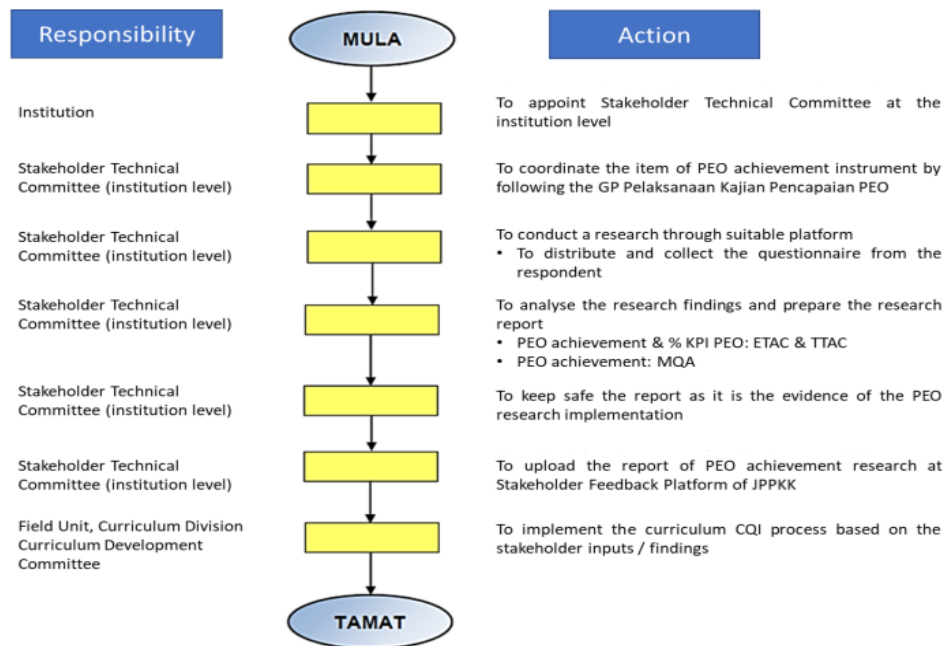 Responsibility
MULA
Action
Institution
To appoint Stakeholder Technical Committee at the
institution level
Stakeholder Technical
Committee (institution level)
To coordinate the item of PEO achievement instrument by
following the GP Pelaksanaan Kajian Pencapaian PEO
Stakeholder Technical
Committee (institution level)
To conduct a research through suitable platform
• To distribute and collect the questionnaire from the
respondent
Stakeholder Technical
Committee (institution level)
To analyse the research findings and prepare the research
report
• PEO achievement & % KPI PEO: ETAC & TTAC
• PEO achievement: MQA
Stakeholder Technical
Committee (institution level)
To keep safe the report as it is the evidence of the PEO
research implementation
Stakeholder Technical
Committee (institution level)
To upload the report of PEO achievement research at
Stakeholder Feedback Platform of JPPKK
Field Unit, Curriculum Division
Curriculum Development
Committee
To implement the curriculum CQI process based on the
stakeholder inputs / findings
TAMAT